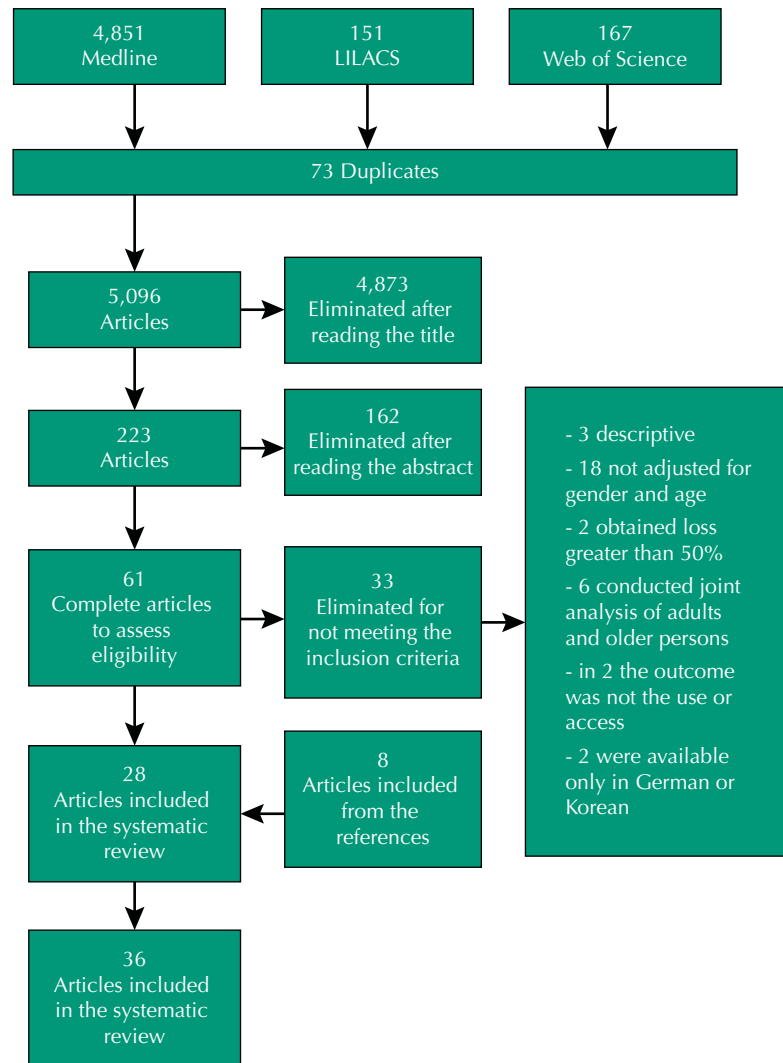 4,851
Medline
151
LILACS
167
Web of Science
73 Duplicates
5,096
Articles
4,873
Eliminated after
reading the title
223
Articles
162
Eliminated after
reading the abstract
61
Complete articles
to assess
eligibility
33
Eliminated for
not meeting the
inclusion criteria
- 3 descriptive
- 18 not adjusted for
gender and age
- 2 obtained loss
greater than 50%
- 6 conducted joint
analysis of adults
and older persons
- in 2 the outcome
was not the use or
access
- 2 were available
only in German or
Korean
28
Articles included
in the systematic
review
8
Articles included
from the
references
36
Articles included
in the systematic
review